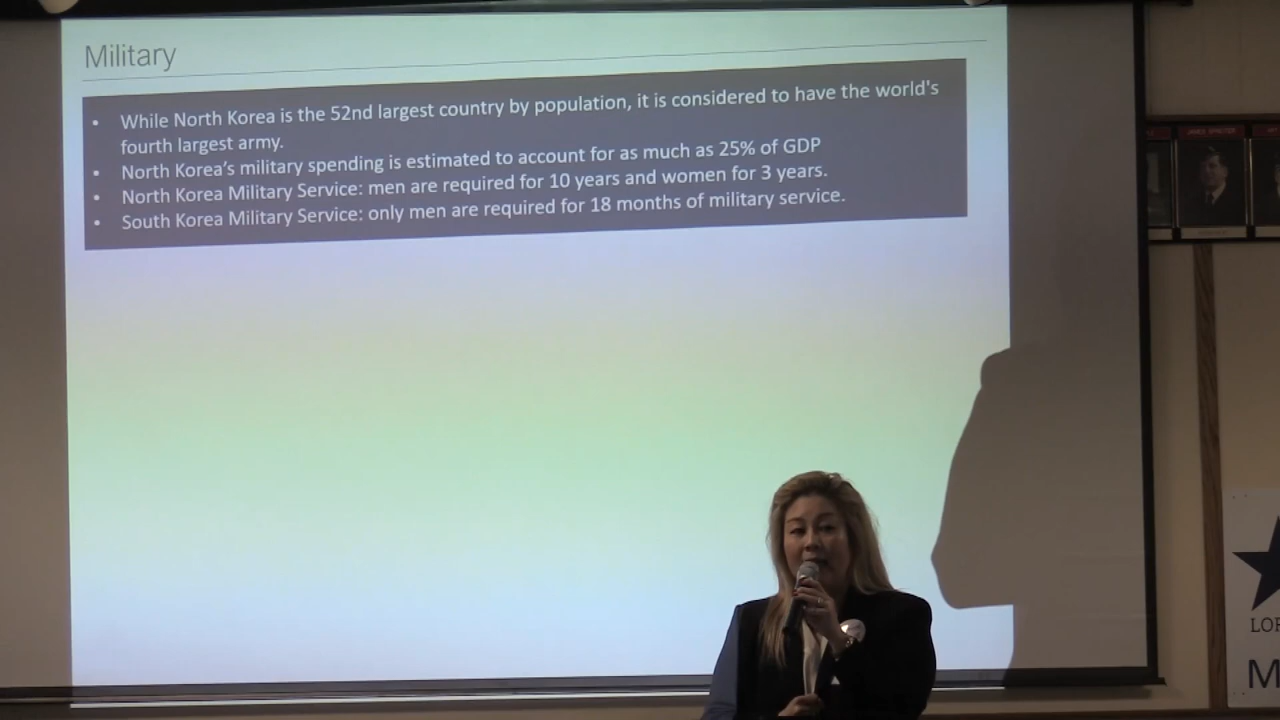 Military
• While North Korea is the 52nd largest country by population, it is considered to have the world's
fourth largest army.
• North Korea’s military spending is estimated to account for as much as 25% of GDP
• North Korea Military Service: men are required for 10 years and women for 3 years.
• South Korea Military Service: only men are required for 18 months of military service.